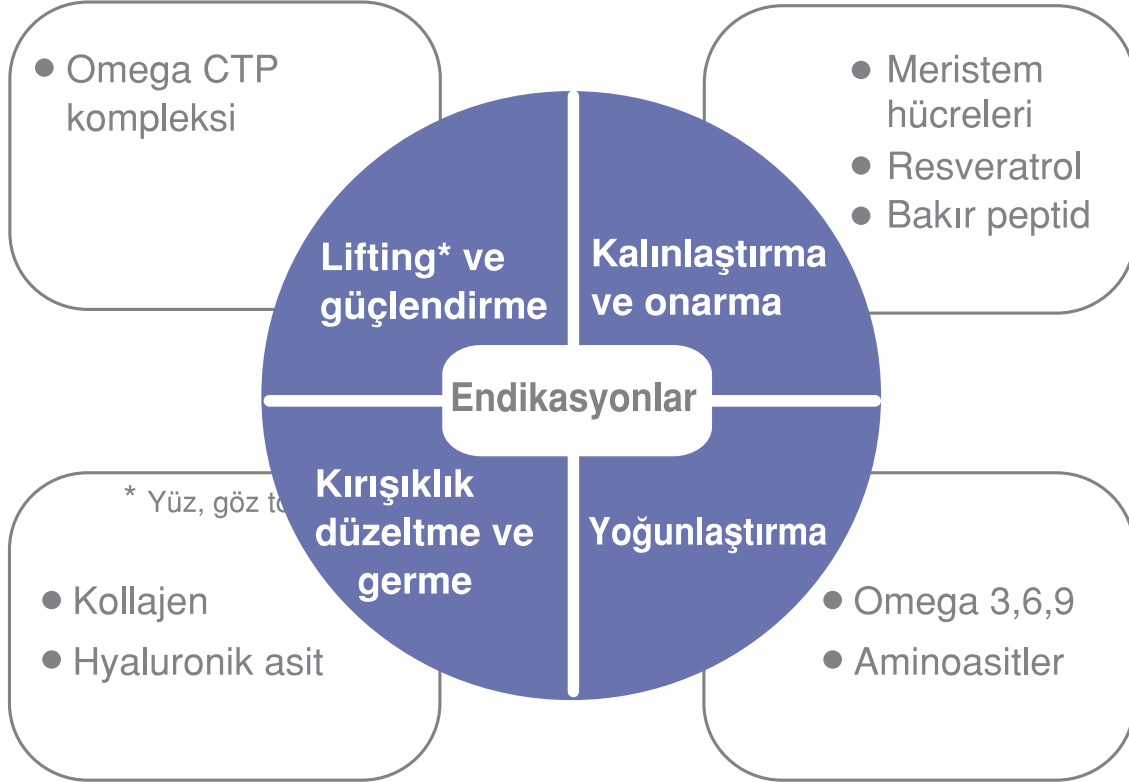 ● Omega CTP
kompleksi
● Meristem
hücreleri
● Resveratrol
● Bakır peptid
Lifting* ve
güçlendirme
Kalınlaştırma
ve onarma
Endikasyonlar
Kırışıklık
düzeltme ve
germe
Yoğunlaştırma
* Yüz, göz
● Kollajen
● Hyaluronik asit
● Omega 3,6,9
● Aminoasitler